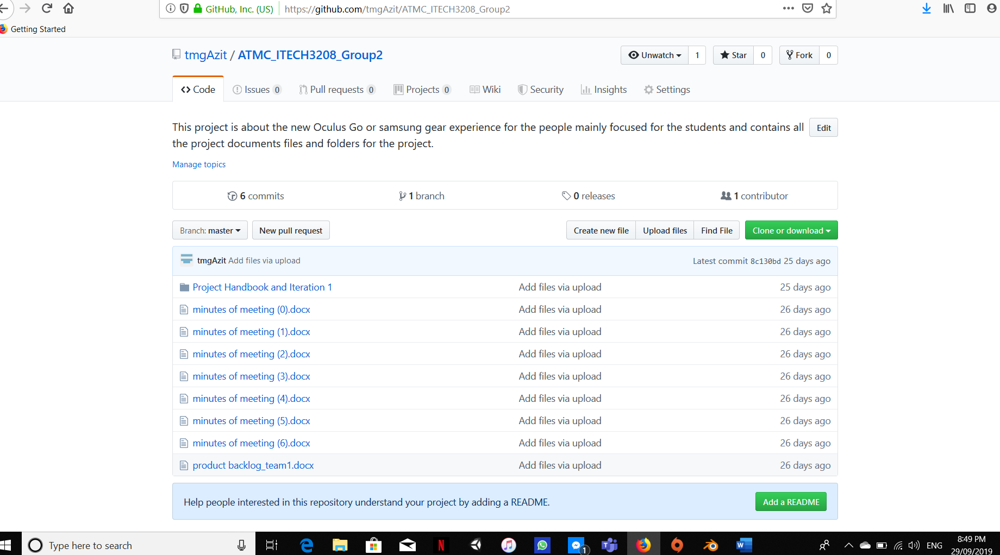 GitHub, Inc. (US) https://github.com/tmgAzit/ATMC_ITECH3208_Group2
Getting Started
tmgAzit / ATMC_ITECH3208_Group2
Unwatch 1 Star 0 Fork 0
Code Issues 0 Pull requests 0 Projects 0 Wiki Security Insights Settings
This project is about the new Oculus Go or samsung gear experience for the people mainly focused for the students and contains all
the project documents files and folders for the project.
Edit
Manage topics
6 commits 1 branch 0 releases 1 contributor
Branch: master New pull request Create new file Upload files Find File Clone or download
tmgAzit Add files via upload Latest commit 8c130bd 25 days ago
Project Handbook and Iteration 1 Add files via upload 25 days ago
minutes of meeting (0).docx Add files via upload 26 days ago
minutes of meeting (1).docx Add files via upload 26 days ago
minutes of meeting (2).docx Add files via upload 26 days ago
minutes of meeting (3).docx Add files via upload 26 days ago
minutes of meeting (4).docx Add files via upload 26 days ago
minutes of meeting (5).docx Add files via upload 26 days ago
minutes of meeting (6).docx Add files via upload 26 days ago
product backlog_team1.docx Add files via upload 26 days ago
Help people interested in this repository understand your project by adding a README. Add a README
Type here to search 1 ENG 8:49 PM
29/09/2019